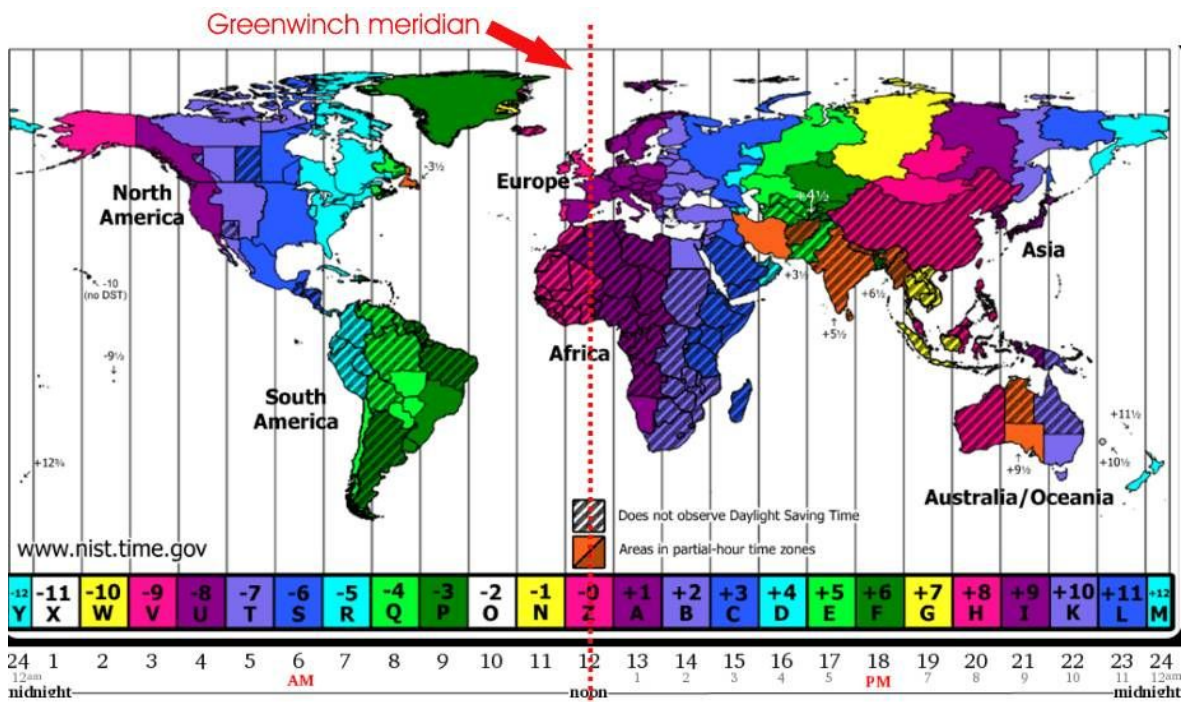 Greenwinch meridian
-3½
North
America
Europe
+4½
Asia
-10
(no DST)
+3½
+6½
+5½
-9½
Africa
South
America
+12¾
+11½
+10½
+9½
Australia/Oceania
Does not observe Daylight Saving Time
Areas in partial-hour time zones
www.nist.time.gov
-12 -11 -10 -9 -8 -7 -6 -5 -4 -3 -2 -1 -0 +1 +2 +3 +4 +5 +6 +7 +8 +9 +10 +11 +12
Y X W V U T S R Q P O N Z A B C D E F G H I K L M
24 1 2 3 4 5 6 7 8 9 10 11 12 13 14 15 16 17 18 19 20 21 22 23 24
12am AM 1 2 3 4 5 PM 7 8 9 10 11 12am
midnight noon midnight